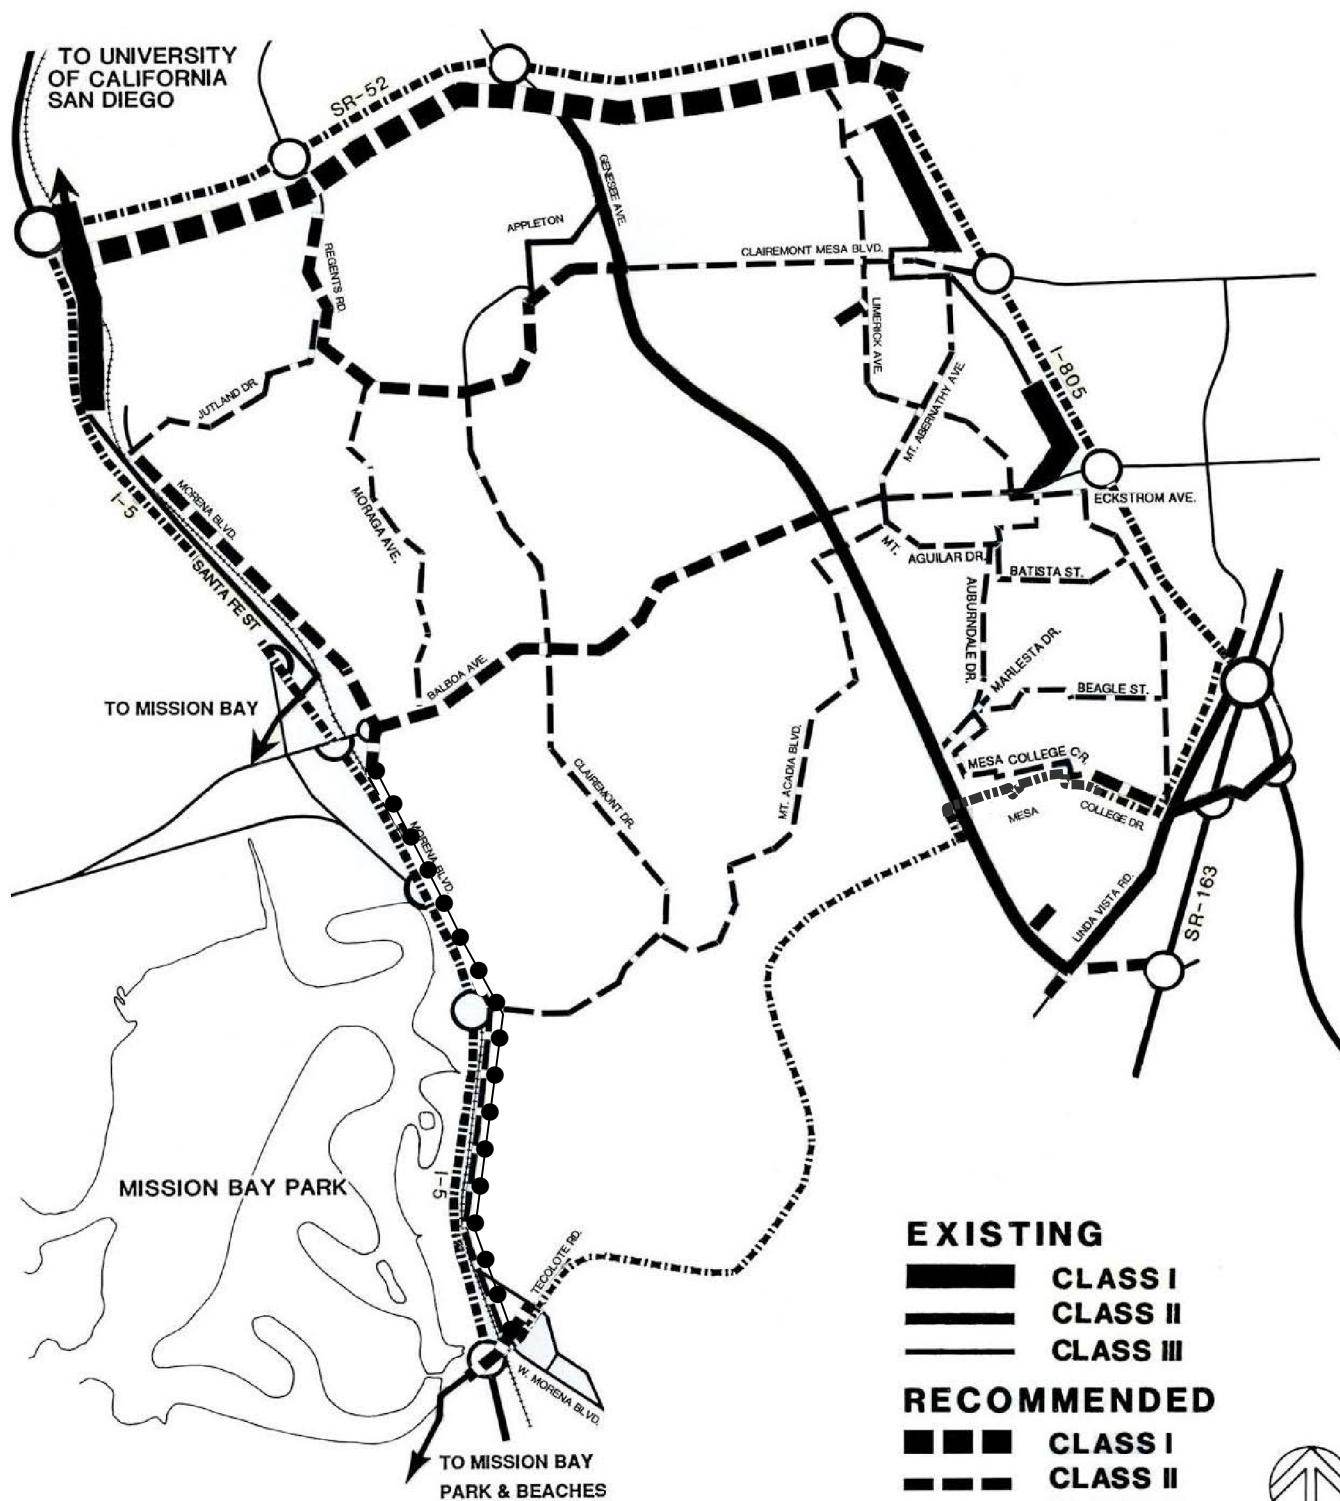 TO UNIVERSITY
OF CALIFORNIA
SAN DIEGO
SR-52
GENESEE AVE.
APPLETON
CLAIREMONT MESA BLVD.
REGENTS RD.
LIMERICK AVE.
I-805
JUTLAND DR.
MT. ABERNATHY AVE.
MORENA BLVD.
I-5
MORAGA AVE.
ECKSTROM AVE.
MT.
AGUILAR DR.
BATISTA ST.
SANTA FE ST
AUBURNDALE DR.
MARLESTA DR.
BALBOA AVE.
BEAGLE ST.
TO MISSION BAY
MESA COLLEGE DR.
CLAIREMONT DR.
MT. ACADIA BLVD.
MESA
COLLEGE DR.
MORENA BLVD.
LINDA VISTA RD.
SR-163
I-5
MISSION BAY PARK
TECOLOTE RD.
EXISTING
CLASS I
CLASS II
CLASS III
W. MORENA BLVD.
RECOMMENDED
CLASS I
CLASS II
TO MISSION BAY
PARK & BEACHES